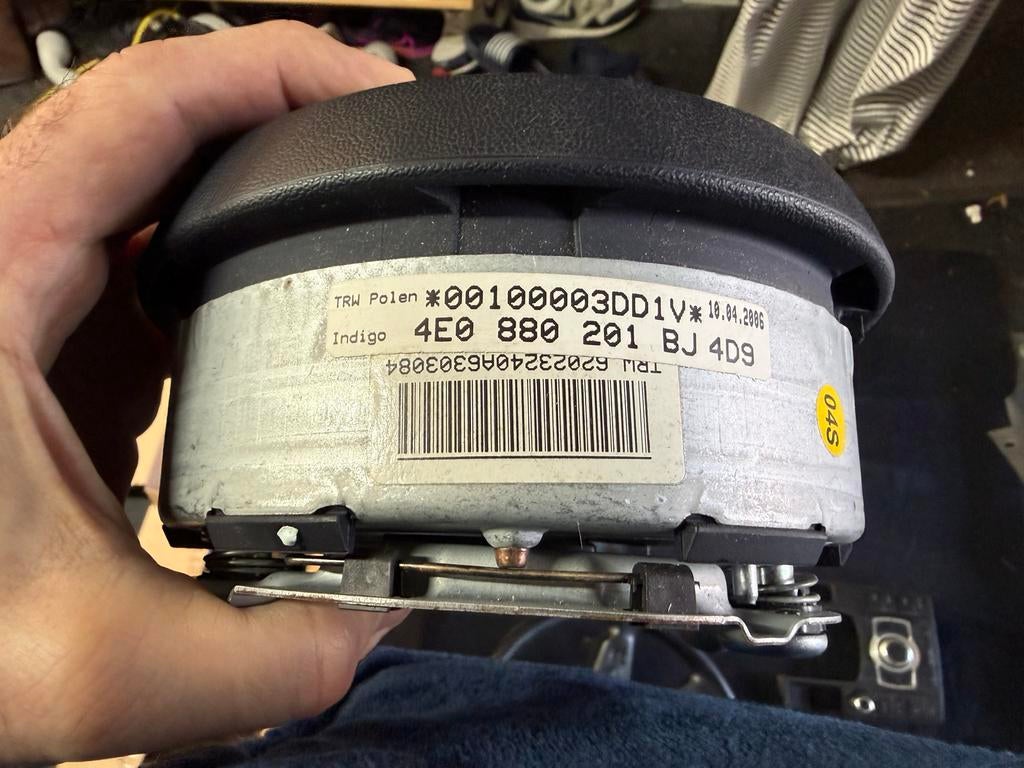 TRW Polen *00100003DD1V* 10.04.2006
Indigo 4E0 880 201 BJ 4D9
TRW 62023240A6303084
04S